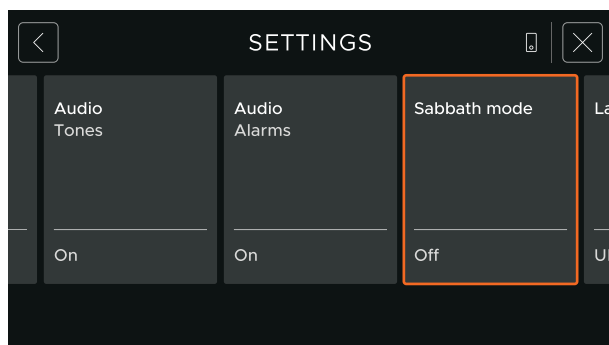 SETTINGS
Audio
Tones
On
Audio
Alarms
On
Sabbath mode
Off